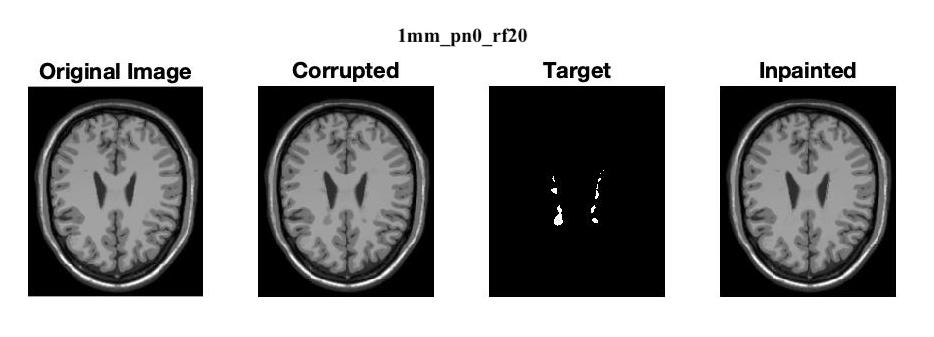 1mm_pn0_rf20
Original Image
Corrupted
Target
Inpainted